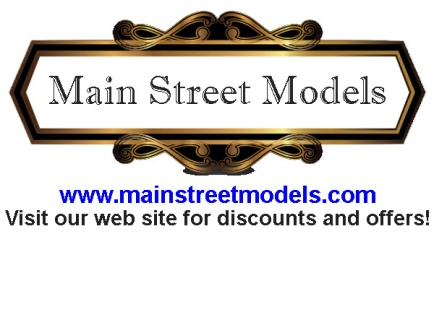 Main Street Models
www.mainstreetmodels.com
Visit our web site for discounts and offers!